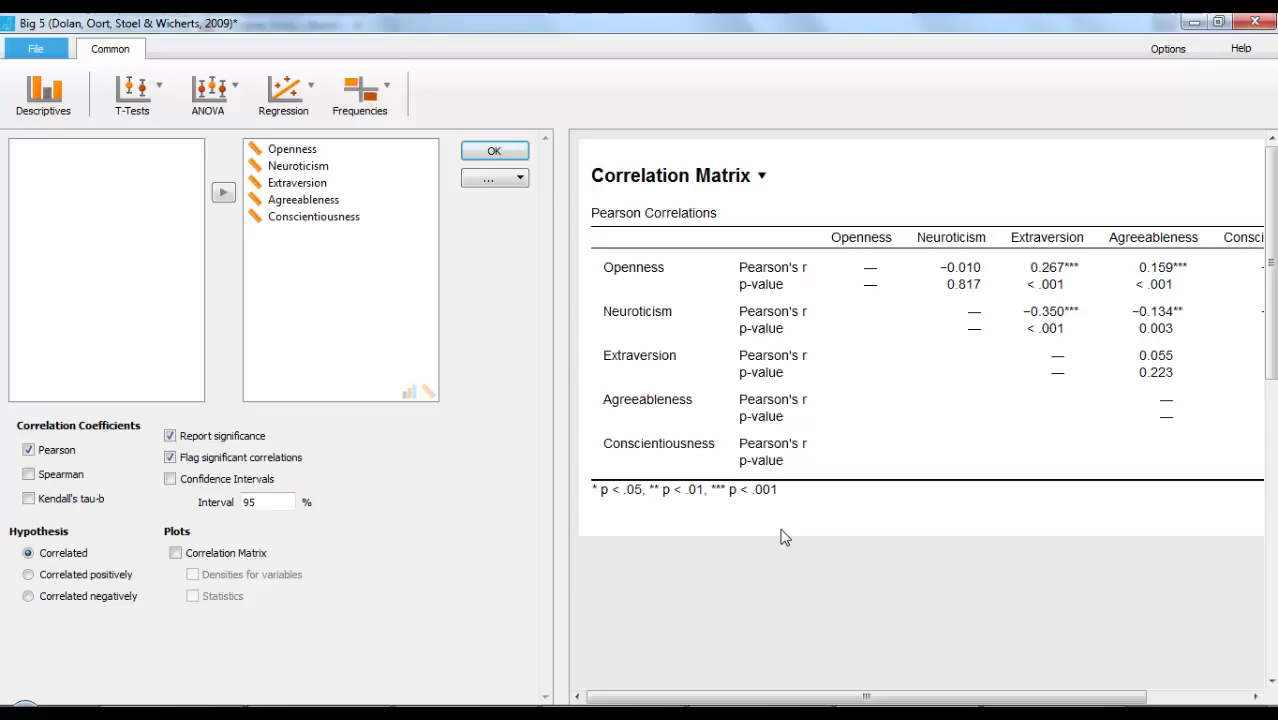 Big 5 (Dolan, Oort, Stoel & Wicherts, 2009)*
File Common Options Help
Descriptives T-Tests ANOVA Regression Frequencies
Openness
Neuroticism
Extraversion
Agreeableness
Conscientiousness
OK
...
Correlation Coefficients
Pearson
Spearman
Kendall's tau-b
Report significance
Flag significant correlations
Confidence Intervals
Interval 95 %
Hypothesis
Correlated
Correlated positively
Correlated negatively
Plots
Correlation Matrix
Densities for variables
Statistics
Correlation Matrix
Pearson Correlations
Openness Neuroticism Extraversion Agreeableness Consci
Openness Pearson's r — −0.010 0.267*** 0.159***
p-value — 0.817 < .001 < .001
Neuroticism Pearson's r — −0.350*** −0.134**
p-value — < .001 0.003
Extraversion Pearson's r — 0.055
p-value — 0.223
Agreeableness Pearson's r —
p-value —
Conscientiousness Pearson's r
p-value
* p < .05, ** p < .01, *** p < .001